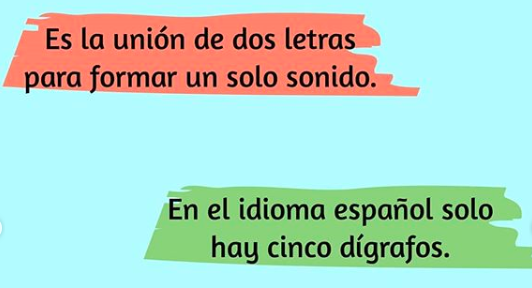 Es la unión de dos letras
para formar un solo sonido.
En el idioma español solo
hay cinco dígrafos.